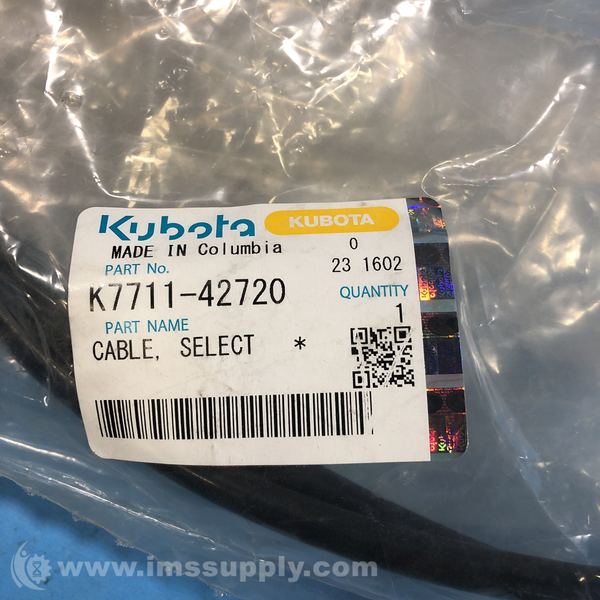 Kubota KUBOTA
MADE IN Columbia 0
PART No. 23 1602
K7711-42720 QUANTITY
PART NAME 1
CABLE, SELECT *
www.imssupply.com